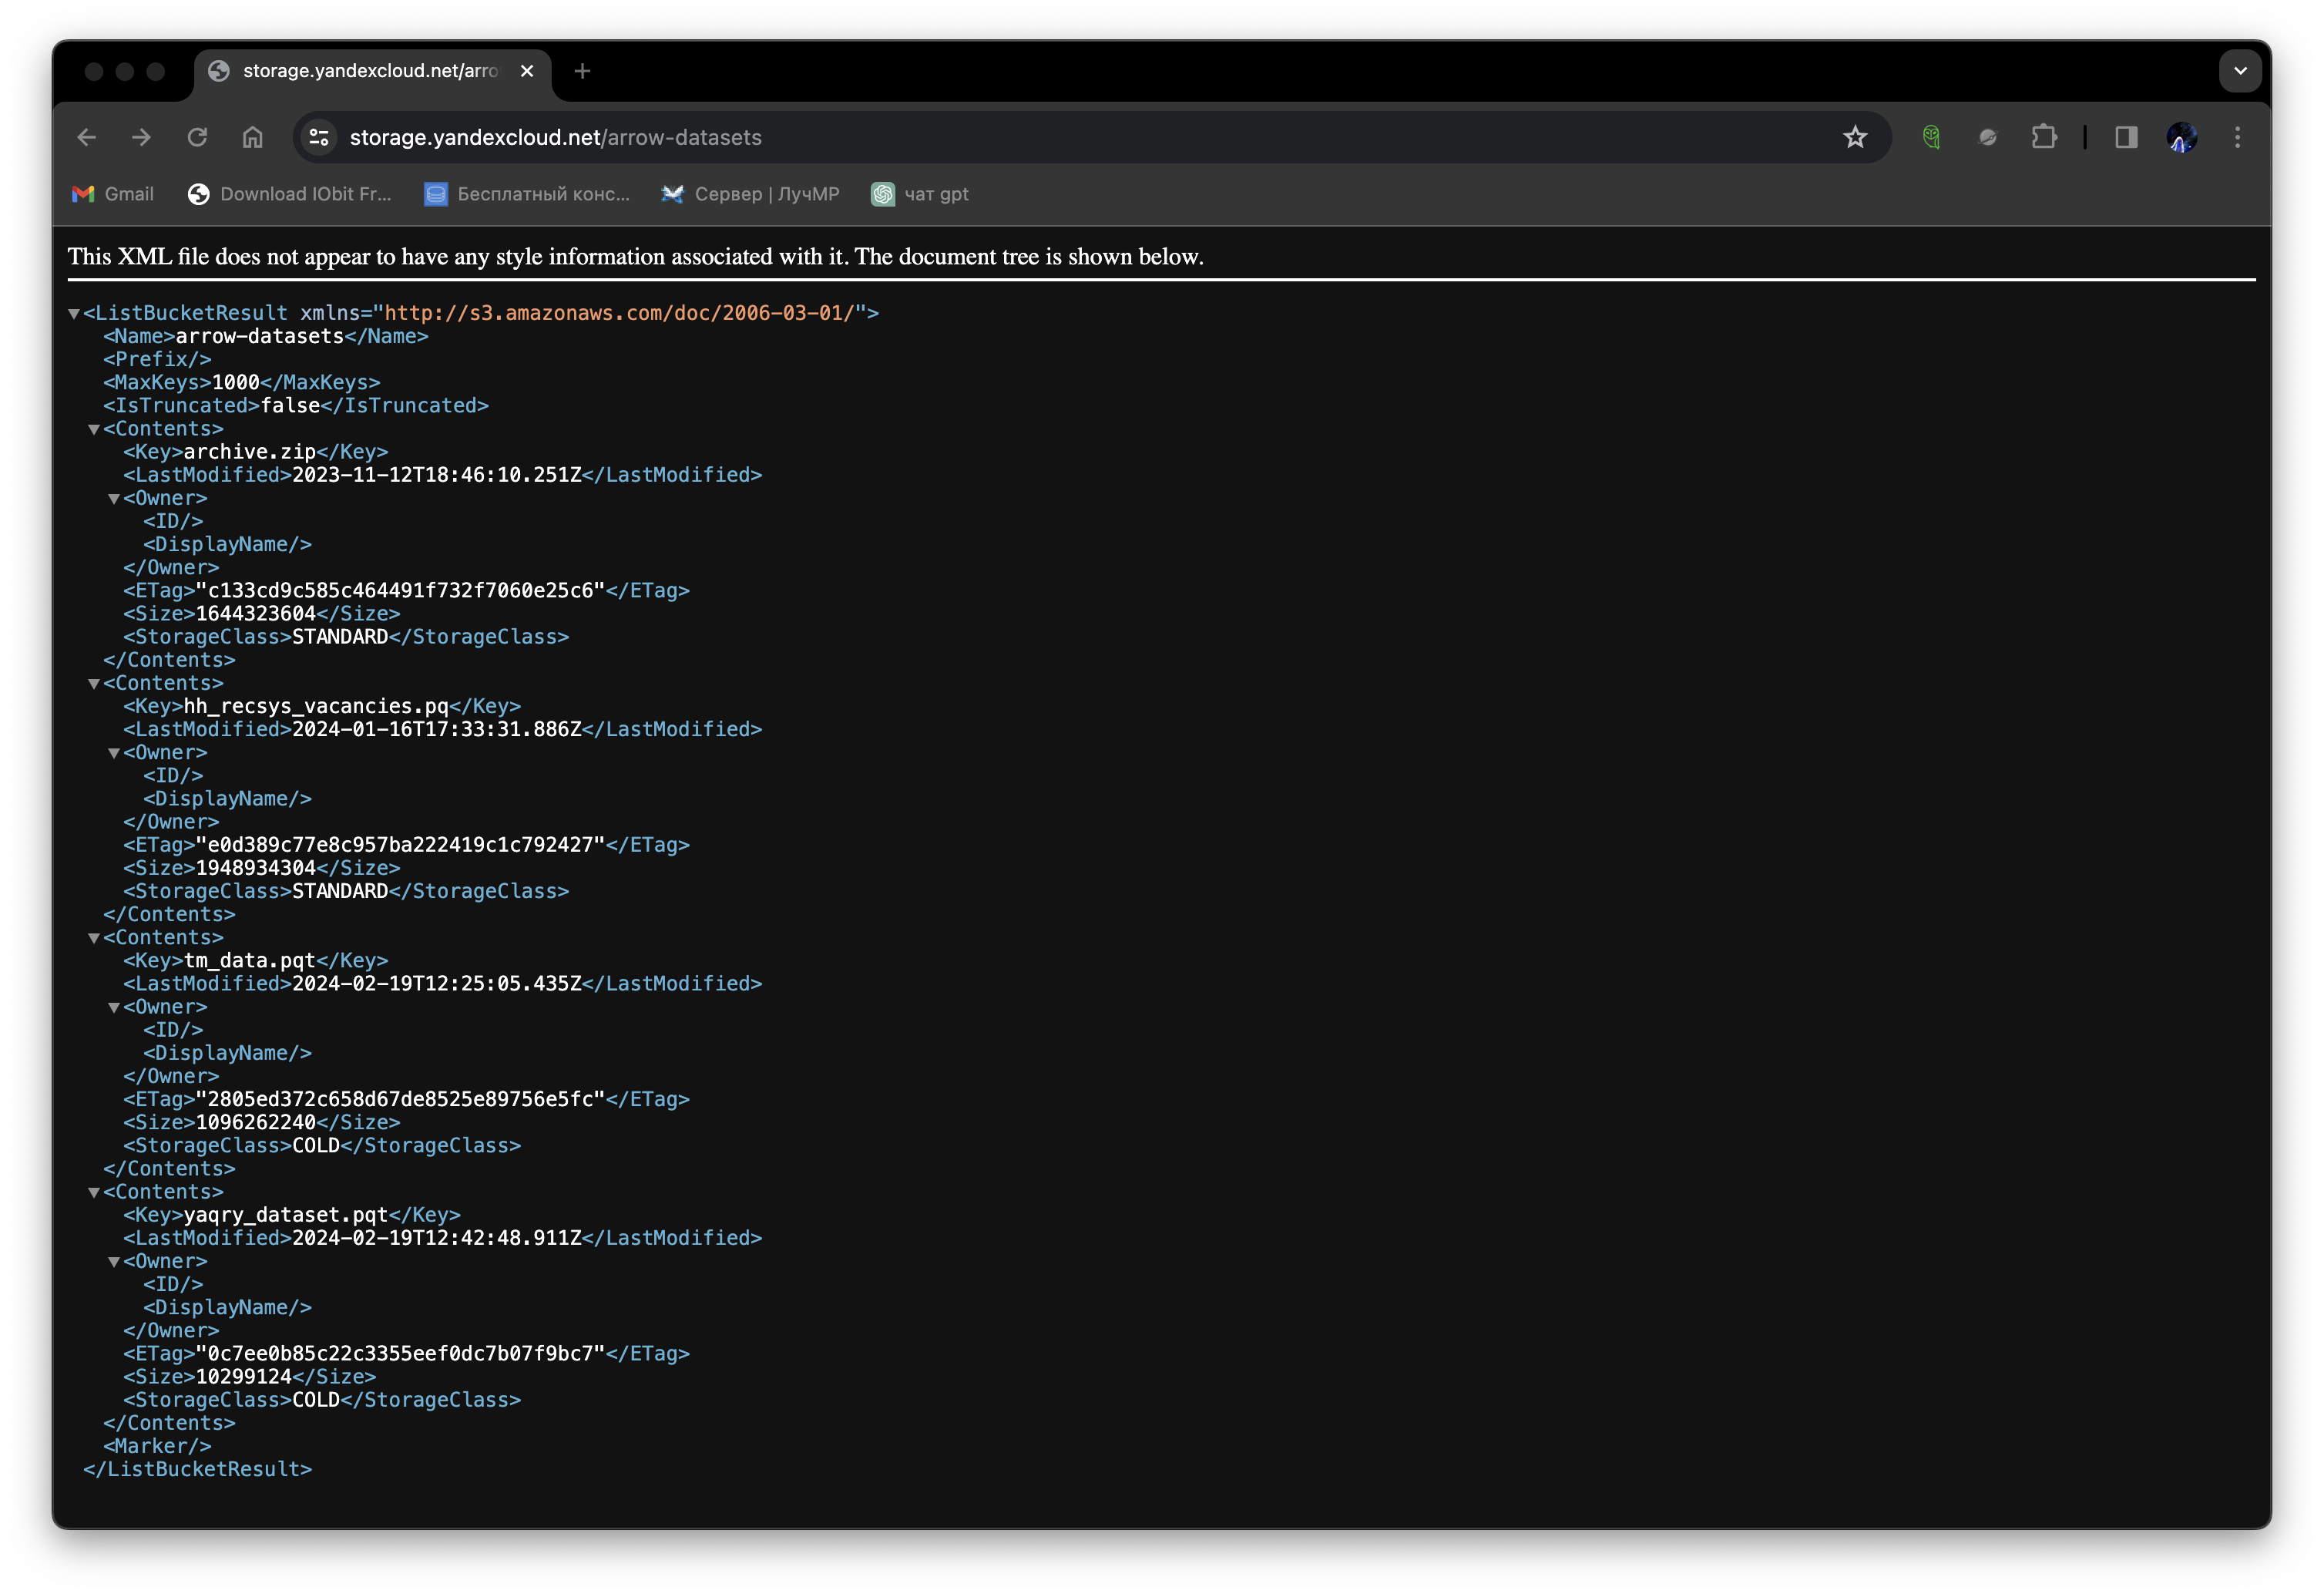 storage.yandexcloud.net/arro
storage.yandexcloud.net/arrow-datasets
Gmail Download IObit Fr... Бесплатный конс... Сервер | ЛучМР чат gpt
This XML file does not appear to have any style information associated with it. The document tree is shown below.
<ListBucketResult xmlns="http://s3.amazonaws.com/doc/2006-03-01/">
<Name>arrow-datasets</Name>
<Prefix/>
<MaxKeys>1000</MaxKeys>
<IsTruncated>false</IsTruncated>
<Contents>
<Key>archive.zip</Key>
<LastModified>2023-11-12T18:46:10.251Z</LastModified>
<Owner>
<ID/>
<DisplayName/>
</Owner>
<ETag>"c133cd9c585c464491f732f7060e25c6"</ETag>
<Size>1644323604</Size>
<StorageClass>STANDARD</StorageClass>
</Contents>
<Contents>
<Key>hh_recsys_vacancies.pq</Key>
<LastModified>2024-01-16T17:33:31.886Z</LastModified>
<Owner>
<ID/>
<DisplayName/>
</Owner>
<ETag>"e0d389c77e8c957ba222419c1c792427"</ETag>
<Size>1948934304</Size>
<StorageClass>STANDARD</StorageClass>
</Contents>
<Contents>
<Key>tm_data.pqt</Key>
<LastModified>2024-02-19T12:25:05.435Z</LastModified>
<Owner>
<ID/>
<DisplayName/>
</Owner>
<ETag>"2805ed372c658d67de8525e89756e5fc"</ETag>
<Size>1096262240</Size>
<StorageClass>COLD</StorageClass>
</Contents>
<Contents>
<Key>yaqry_dataset.pqt</Key>
<LastModified>2024-02-19T12:42:48.911Z</LastModified>
<Owner>
<ID/>
<DisplayName/>
</Owner>
<ETag>"0c7ee0b85c22c3355eef0dc7b07f9bc7"</ETag>
<Size>10299124</Size>
<StorageClass>COLD</StorageClass>
</Contents>
<Marker/>
</ListBucketResult>